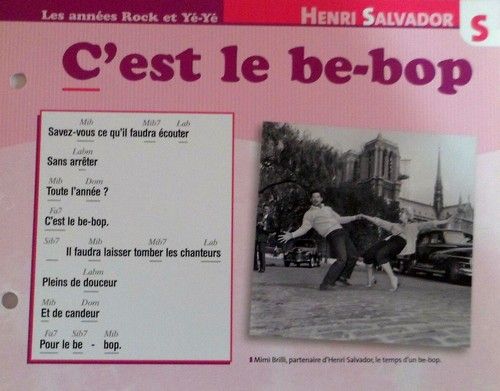 Les années Rock et Yé-Yé
HENRI SALVADOR
S
C'est le be-bop
Mib Mib7 Lab
Savez-vous ce qu'il faudra écouter
Labm
Sans arrêter
Mib Dom
Toute l'année ?
Fa7
C'est le be-bop.
Sib7 Mib Mib7 Lab
Il faudra laisser tomber les chanteurs
Labm
Pleins de douceur
Mib Dom
Et de candeur
Fa7 Sib7 Mib
Pour le be - bop.
Mimi Brilli, partenaire d'Henri Salvador, le temps d'un be-bop.